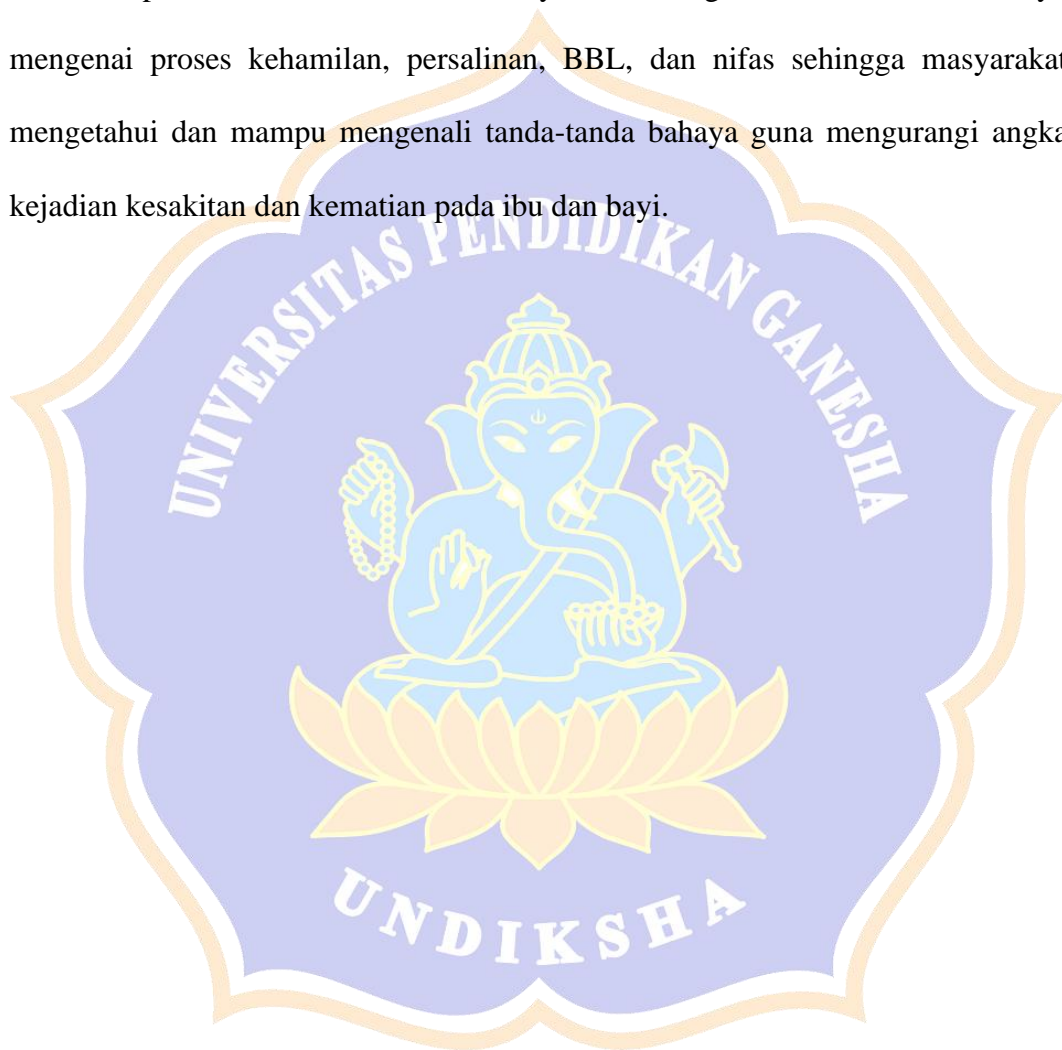 mengenai proses kehamilan, persalinan, BBL, dan nifas sehingga masyarakat
mengetahui dan mampu mengenali tanda-tanda bahaya guna mengurangi angka
kejadian kesakitan dan kematian pada ibu dan bayi.
UNIVERSITAS PENDIDIKAN GANESHA
UNDIKSHA